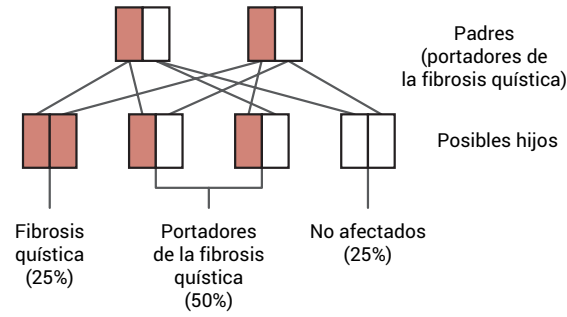 Padres
(portadores de
la fibrosis quística)
Posibles hijos
Fibrosis
quística
(25%)
Portadores
de la fibrosis
quística
(50%)
No afectados
(25%)